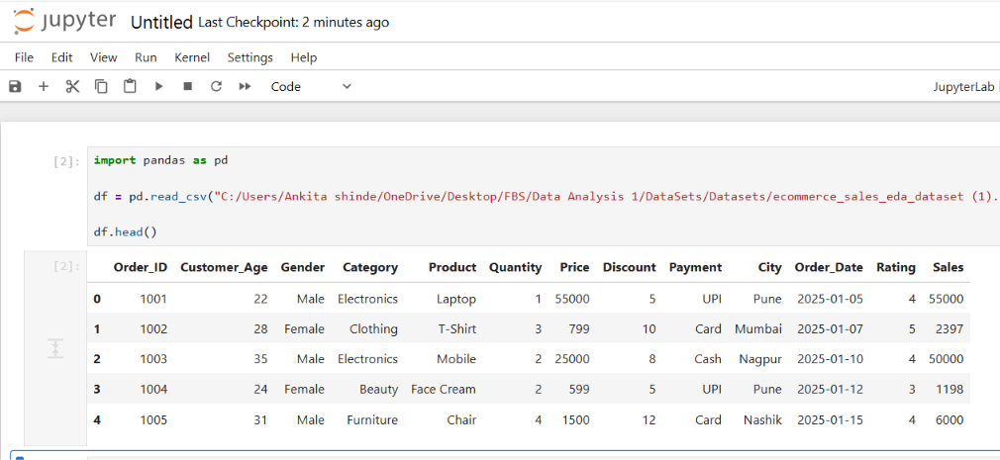 jupyter Untitled Last Checkpoint: 2 minutes ago
File Edit View Run Kernel Settings Help
Code JupyterLab
[2]: import pandas as pd
df = pd.read_csv("C:/Users/Ankita shinde/OneDrive/Desktop/FBS/Data Analysis 1/DataSets/Datasets/ecommerce_sales_eda_dataset (1).
df.head()
[2]: Order_ID Customer_Age Gender Category Product Quantity Price Discount Payment City Order_Date Rating Sales
0 1001 22 Male Electronics Laptop 1 55000 5 UPI Pune 2025-01-05 4 55000
1 1002 28 Female Clothing T-Shirt 3 799 10 Card Mumbai 2025-01-07 5 2397
2 1003 35 Male Electronics Mobile 2 25000 8 Cash Nagpur 2025-01-10 4 50000
3 1004 24 Female Beauty Face Cream 2 599 5 UPI Pune 2025-01-12 3 1198
4 1005 31 Male Furniture Chair 4 1500 12 Card Nashik 2025-01-15 4 6000